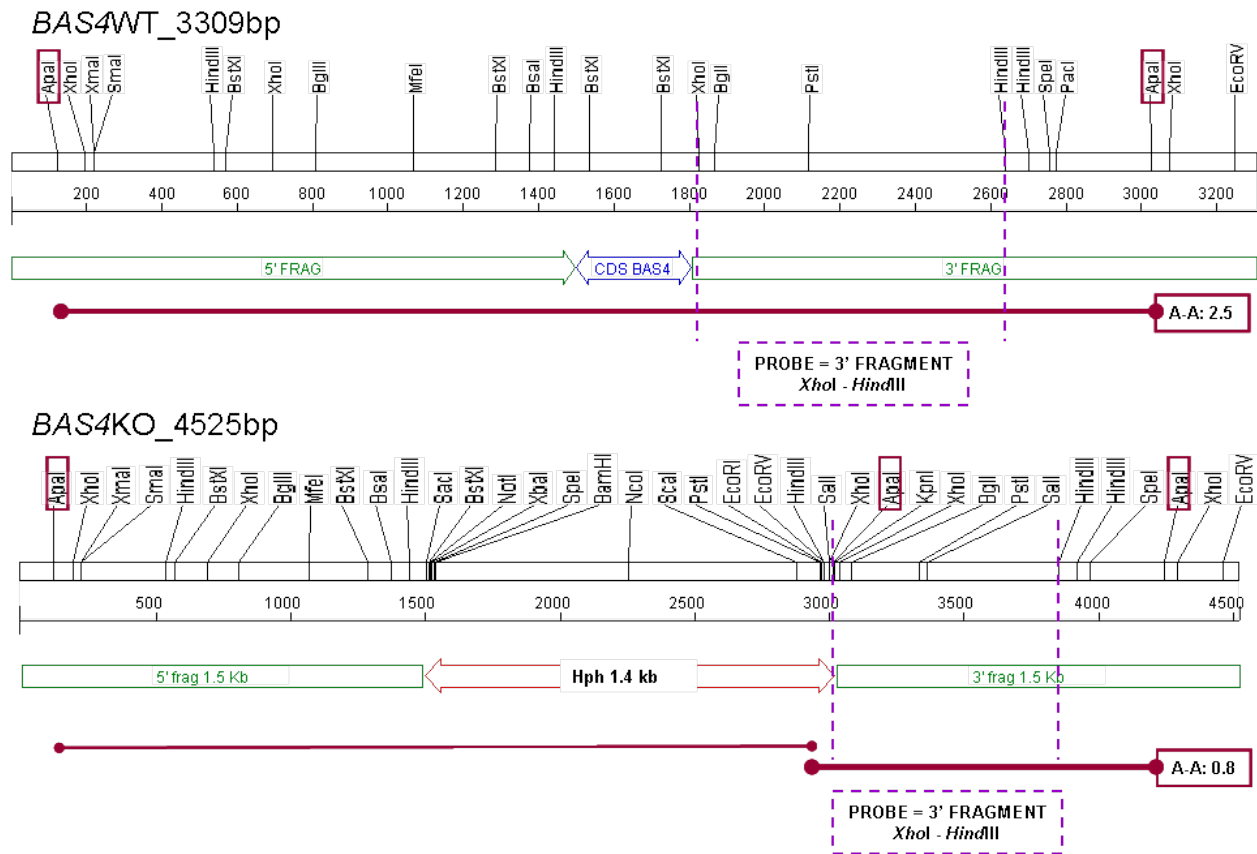 BAS4WT_3309bp
ApaI XhoI XmaI SmaI HindIII BstXI XhoI BglII MfeI BstXI BsaI HindIII BstXI BstXI XhoI BglI PstI HindIII HindIII SpeI PacI ApaI XhoI EcoRV
200 400 600 800 1000 1200 1400 1600 1800 2000 2200 2400 2600 2800 3000 3200
5' FRAG CDS BAS4 3' FRAG
A-A: 2.5
PROBE = 3' FRAGMENT
XhoI - HindIII
BAS4KO_4525bp
ApaI XhoI XmaI SmaI HindIII BstXI XhoI BglII MfeI BstXI BsaI HindIII SacI BstXI NotI XbaI SpeI BamHI NcoI ScaI PstI EcoRI EcoRV HindIII SalI XhoI ApaI KpnI XhoI BglI PstI SalI HindIII HindIII SpeI ApaI XhoI EcoRV
500 1000 1500 2000 2500 3000 3500 4000 4500
5' frag 1.5 Kb Hph 1.4 kb 3' frag 1.5 Kb
A-A: 0.8
PROBE = 3' FRAGMENT
XhoI - HindIII